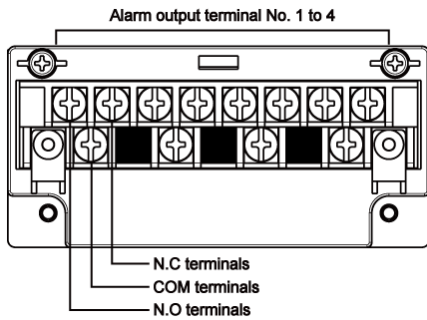 Alarm output terminal No. 1 to 4
N.C terminals
COM terminals
N.O terminals